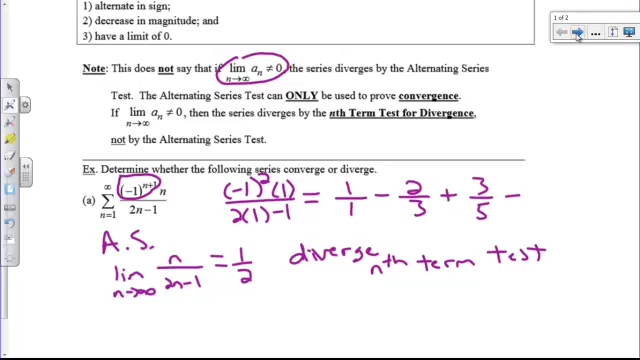 1 of 2
1) alternate in sign;
2) decrease in magnitude; and
3) have a limit of 0.
Note: This does not say that if lim n→∞ aₙ ≠ 0, the series diverges by the Alternating Series
Test. The Alternating Series Test can ONLY be used to prove convergence.
If lim n→∞ aₙ ≠ 0, then the series diverges by the nth Term Test for Divergence,
not by the Alternating Series Test.
Ex. Determine whether the following series converge or diverge.
(a) ∑ n=1 ∞ (-1)ⁿ⁺¹ n / 2n−1 (-1)² (1) / 2(1)-1 = 1/1 − 2/3 + 3/5 −
A.S.
lim n→∞ n / 2n-1 = 1/2 diverge nth term test